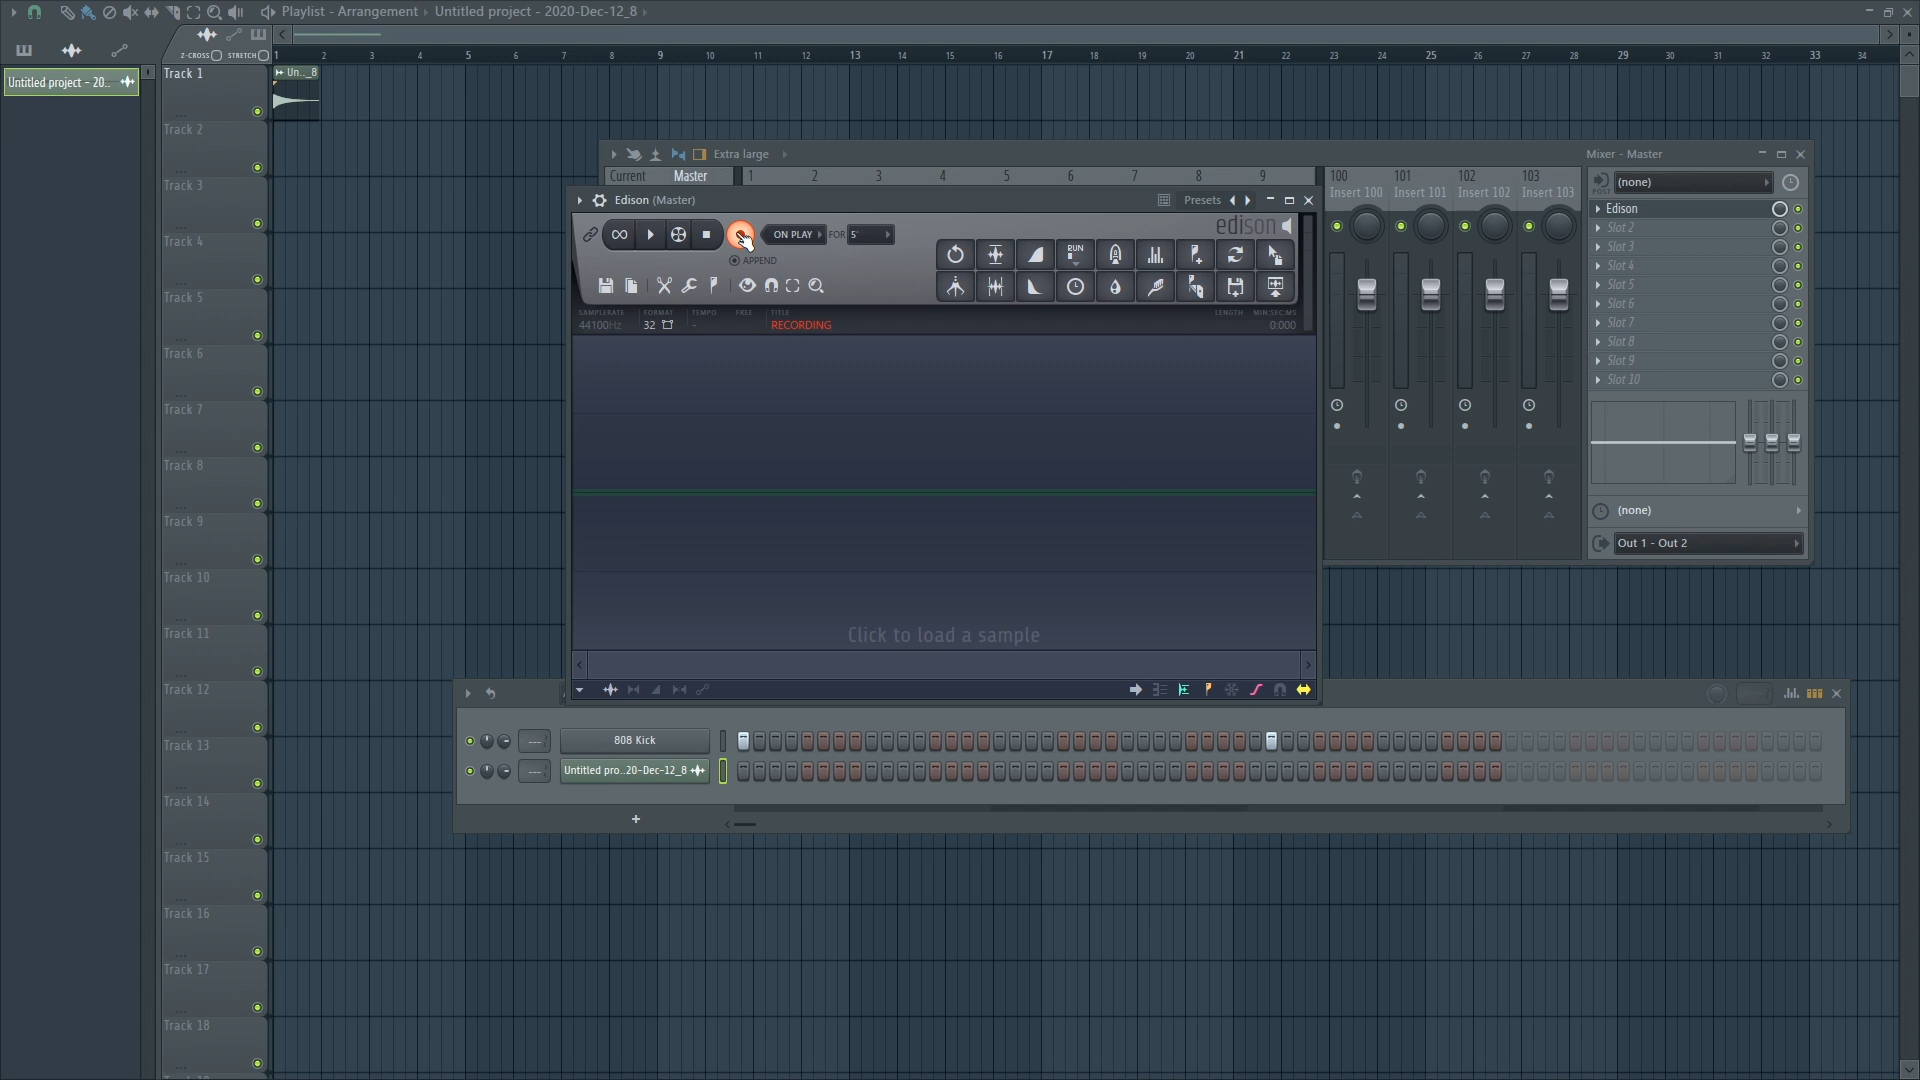 Playlist - Arrangement › Untitled project - 2020-Dec-12_8 ›
Z-CROSS STRETCH
1 2 3 4 5 6 7 8 9 10 11 12 13 14 15 16 17 18 19 20 21 22 23 24 25 26 27 28 29 30 31 32 33 34
Untitled project - 20..
Un.._8
Track 1
Track 2
Track 3
Track 4
Track 5
Track 6
Track 7
Track 8
Track 9
Track 10
Track 11
Track 12
Track 13
Track 14
Track 15
Track 16
Track 17
Track 18
Extra large
Mixer - Master
Current Master 1 2 3 4 5 6 7 8 9 100 101 102 103
Insert 100 Insert 101 Insert 102 Insert 103
POST (none)
Edison
Slot 2
Slot 3
Slot 4
Slot 5
Slot 6
Slot 7
Slot 8
Slot 9
Slot 10
(none)
Out 1 - Out 2
Edison (Master)
Presets
ON PLAY FOR 5'
APPEND
edison
RUN
SAMPLERATE FORMAT TEMPO FREE TITLE LENGTH MIN:SEC:MS
44100Hz 32 - RECORDING 0:000
Click to load a sample
808 Kick
Untitled pro..20-Dec-12_8